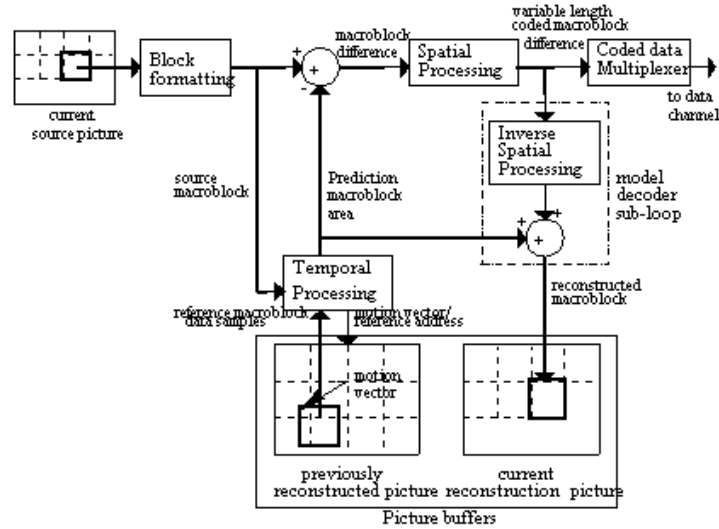 variable length
coded macroblock
difference
macroblock
difference
Block
formatting
+
+
-
Spatial
Processing
Coded data
Multiplexer
to data
channel
current
source picture
Inverse
Spatial
Processing
model
decoder
sub-loop
source
macroblock
Prediction
macroblock
area
+
+
+
Temporal
Processing
reconstructed
macroblock
reference macroblock
data samples
motion vector/
reference address
motion
vector
previously
reconstructed picture
current
reconstruction picture
Picture buffers